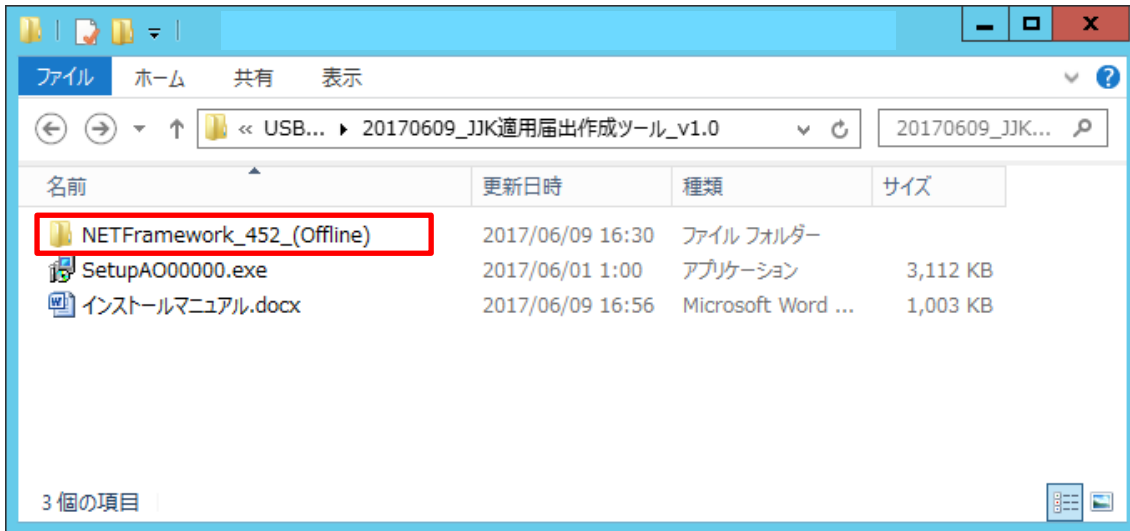 ファイル ホーム 共有 表示
« USB... 20170609_JJK適用届出作成ツール_v1.0 20170609_JJK...
名前 更新日時 種類 サイズ
NETFramework_452_(Offline) 2017/06/09 16:30 ファイル フォルダー
SetupAO00000.exe 2017/06/01 1:00 アプリケーション 3,112 KB
インストールマニュアル.docx 2017/06/09 16:56 Microsoft Word ... 1,003 KB
3 個の項目